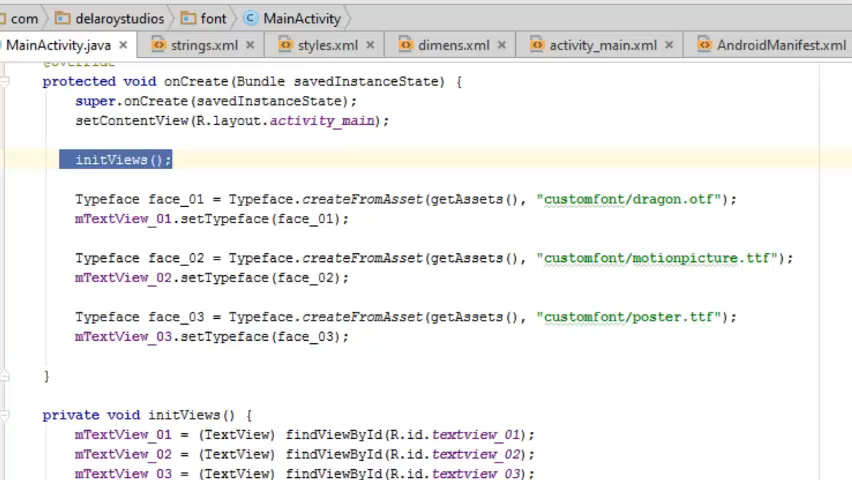 com delaroystudios font MainActivity
MainActivity.java strings.xml styles.xml dimens.xml activity_main.xml AndroidManifest.xml
@Override
protected void onCreate(Bundle savedInstanceState) {
super.onCreate(savedInstanceState);
setContentView(R.layout.activity_main);
initViews();
Typeface face_01 = Typeface.createFromAsset(getAssets(), "customfont/dragon.otf");
mTextView_01.setTypeface(face_01);
Typeface face_02 = Typeface.createFromAsset(getAssets(), "customfont/motionpicture.ttf");
mTextView_02.setTypeface(face_02);
Typeface face_03 = Typeface.createFromAsset(getAssets(), "customfont/poster.ttf");
mTextView_03.setTypeface(face_03);
}
private void initViews() {
mTextView_01 = (TextView) findViewById(R.id.textview_01);
mTextView_02 = (TextView) findViewById(R.id.textview_02);
mTextView_03 = (TextView) findViewById(R.id.textview_03);